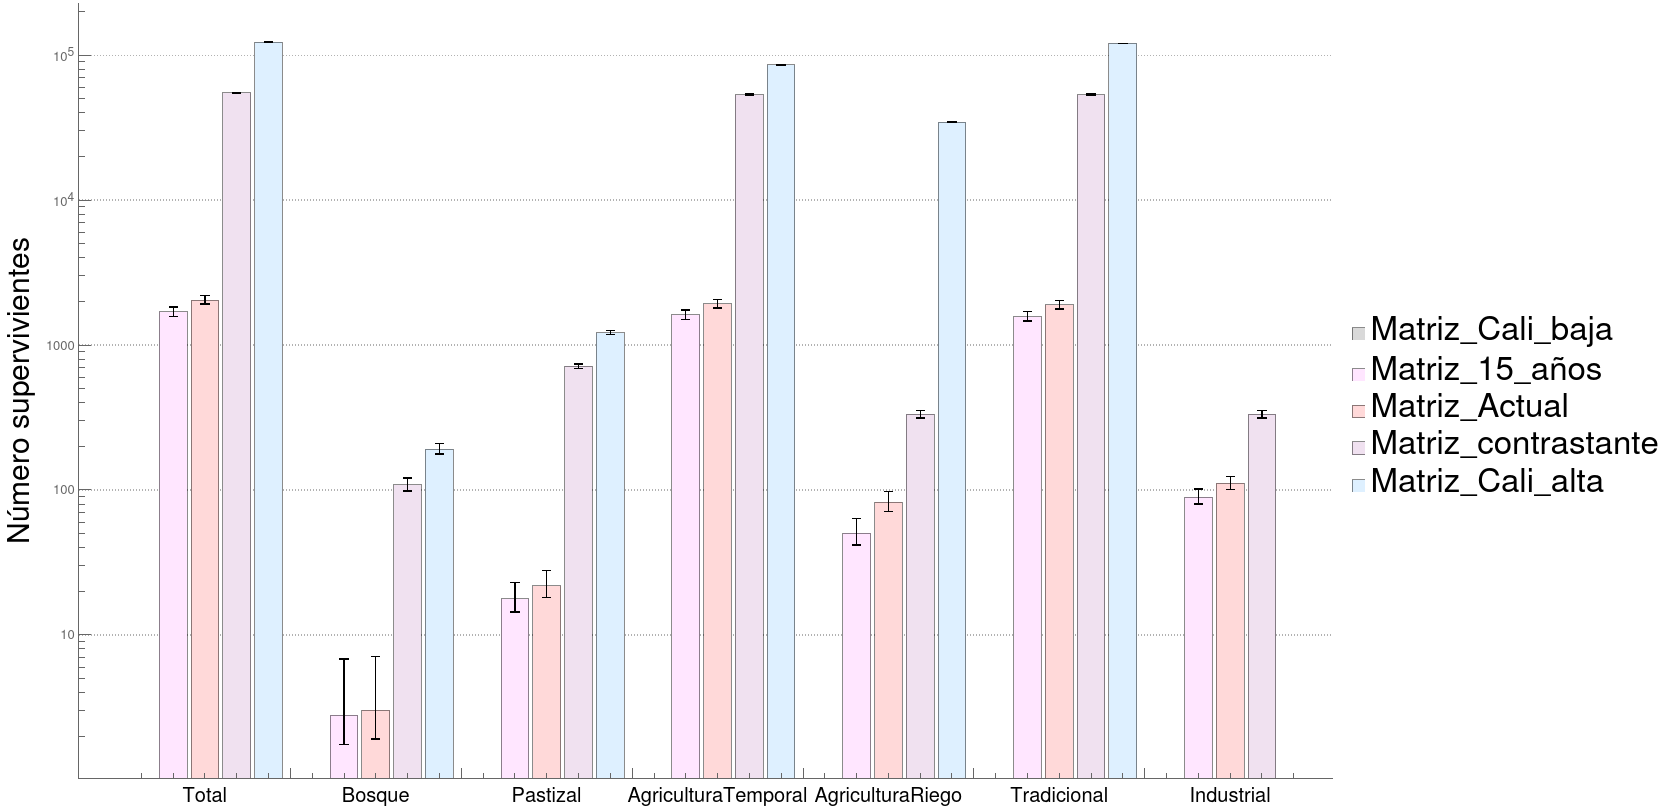 Número supervivientes
10^5
10^4
1000
100
10
Total Bosque Pastizal AgriculturaTemporal AgriculturaRiego Tradicional Industrial
Matriz_Cali_baja
Matriz_15_años
Matriz_Actual
Matriz_contrastante
Matriz_Cali_alta